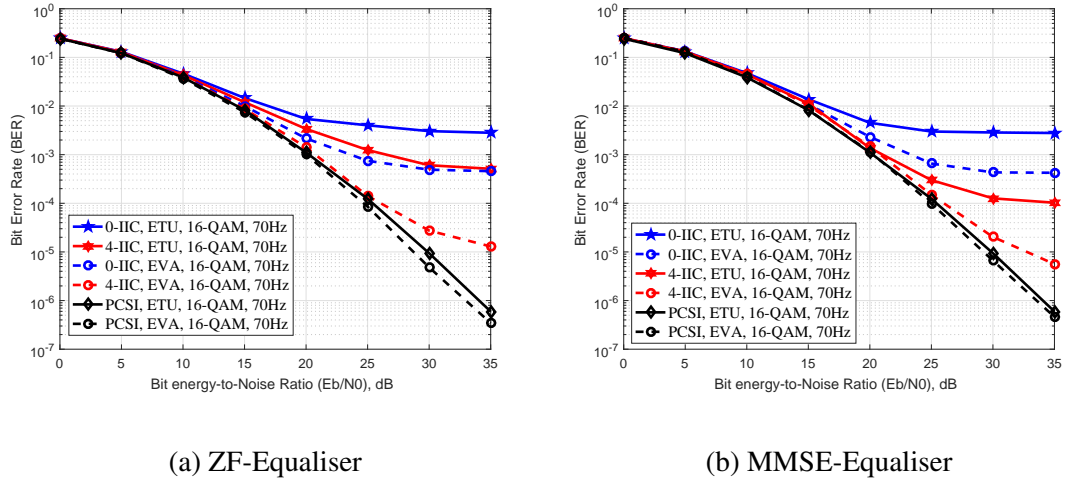 10^0
10^-1
10^-2
10^-3
10^-4
10^-5
10^-6
10^-7
Bit Error Rate (BER)
0-IIC, ETU, 16-QAM, 70Hz
4-IIC, ETU, 16-QAM, 70Hz
0-IIC, EVA, 16-QAM, 70Hz
4-IIC, EVA, 16-QAM, 70Hz
PCSI, ETU, 16-QAM, 70Hz
PCSI, EVA, 16-QAM, 70Hz
0 5 10 15 20 25 30 35
Bit energy-to-Noise Ratio (Eb/N0), dB
(a) ZF-Equaliser
10^0
10^-1
10^-2
10^-3
10^-4
10^-5
10^-6
10^-7
Bit Error Rate (BER)
0-IIC, ETU, 16-QAM, 70Hz
0-IIC, EVA, 16-QAM, 70Hz
4-IIC, ETU, 16-QAM, 70Hz
4-IIC, EVA, 16-QAM, 70Hz
PCSI, ETU, 16-QAM, 70Hz
PCSI, EVA, 16-QAM, 70Hz
0 5 10 15 20 25 30 35
Bit energy-to-Noise Ratio (Eb/N0), dB
(b) MMSE-Equaliser